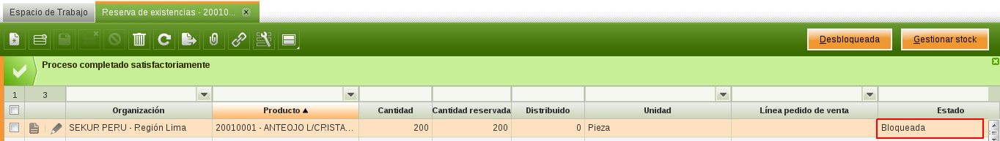 Espacio de Trabajo
Reserva de existencias - 20010...
Desbloqueada
Gestionar stock
Proceso completado satisfactoriamente
1 3
Organización Producto Cantidad Cantidad reservada Distribuido Unidad Línea pedido de venta Estado
SEKUR PERU - Región Lima 20010001 - ANTEOJO L/CRISTA... 200 200 0 Pieza Bloqueada